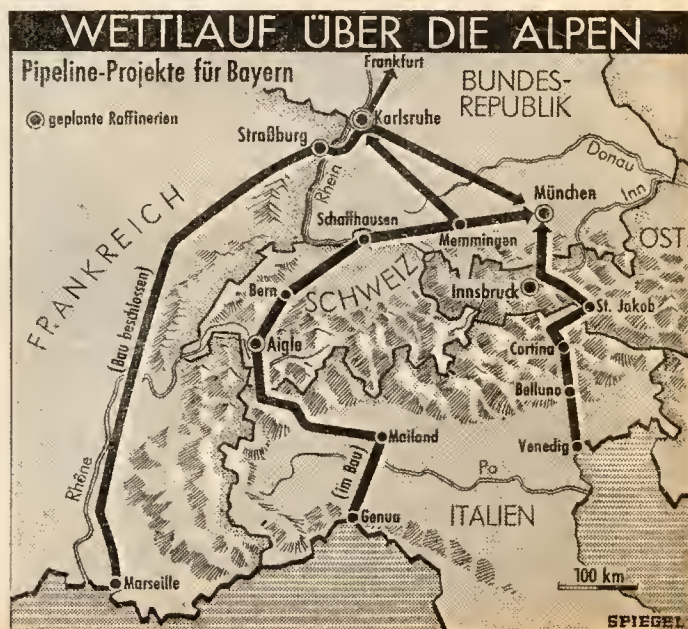 WETTLAUF ÜBER DIE ALPEN
Pipeline-Projekte für Bayern
geplante Raffinerien
Frankfurt
BUNDES-
REPUBLIK
Karlsruhe
Straßburg
Rhein
Donau
Inn
München
Schaffhausen
Memmingen
FRANKREICH
(Bau beschlossen)
ÖST
SCHWEIZ
Innsbruck
St. Jakob
Bern
Aigle
Cortina
Belluno
Venedig
Mailand
(im Bau)
Po
Rhône
Genua
ITALIEN
Marseille
100 km
SPIEGEL